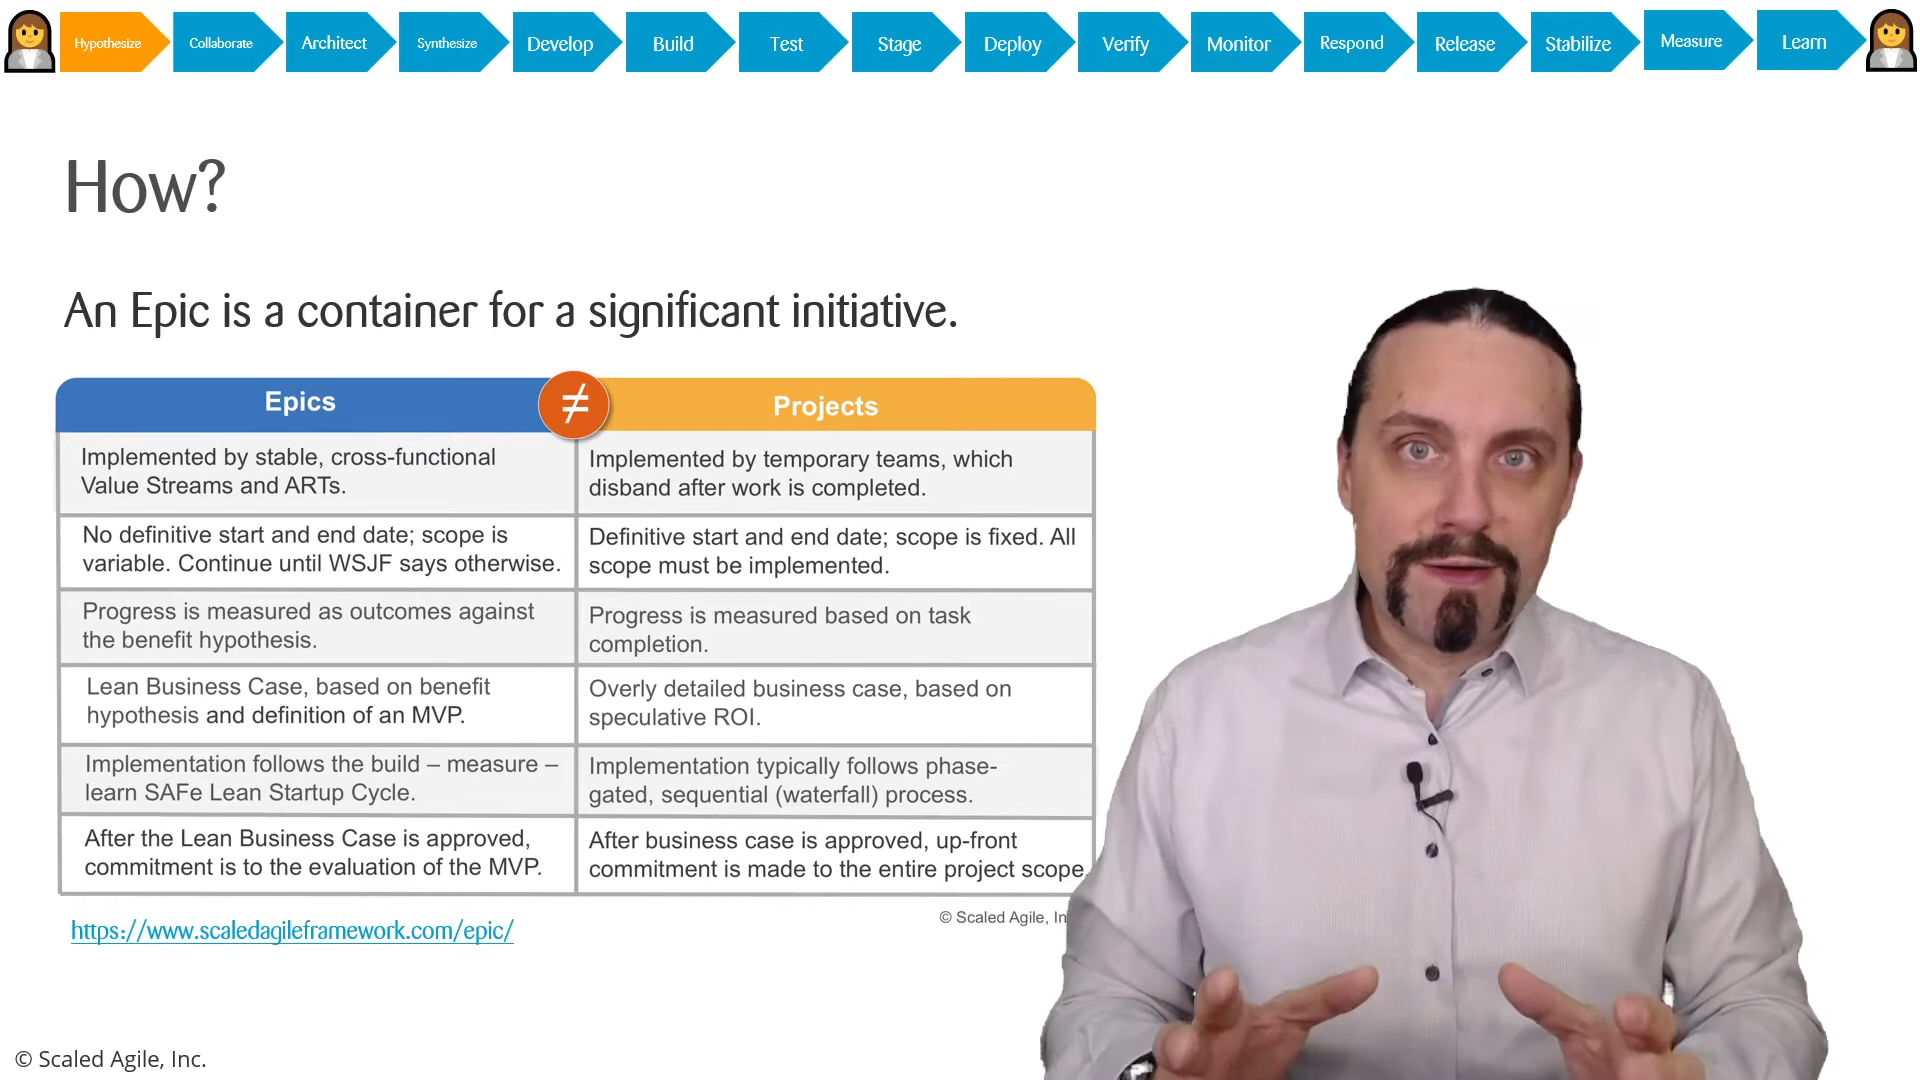 Hypothesize Collaborate Architect Synthesize Develop Build Test Stage Deploy Verify Monitor Respond Release Stabilize Measure Learn
How?
An Epic is a container for a significant initiative.
Epics ≠ Projects
Implemented by stable, cross-functional
Value Streams and ARTs.
Implemented by temporary teams, which
disband after work is completed.
No definitive start and end date; scope is
variable. Continue until WSJF says otherwise.
Definitive start and end date; scope is fixed. All
scope must be implemented.
Progress is measured as outcomes against
the benefit hypothesis.
Progress is measured based on task
completion.
Lean Business Case, based on benefit
hypothesis and definition of an MVP.
Overly detailed business case, based on
speculative ROI.
Implementation follows the build – measure –
learn SAFe Lean Startup Cycle.
Implementation typically follows phase-
gated, sequential (waterfall) process.
After the Lean Business Case is approved,
commitment is to the evaluation of the MVP.
After business case is approved, up-front
commitment is made to the entire project scope
https://www.scaledagileframework.com/epic/
© Scaled Agile, In
© Scaled Agile, Inc.